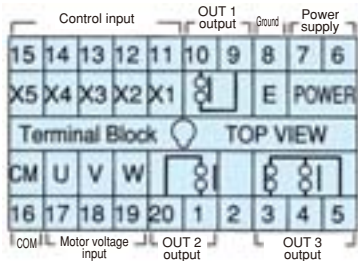 Control input OUT 1 output Ground Power supply
15 14 13 12 11 10 9 8 7 6
X5 X4 X3 X2 X1 E POWER
Terminal Block TOP VIEW
CM U V W
16 17 18 19 20 1 2 3 4 5
COM Motor voltage input OUT 2 output OUT 3 output